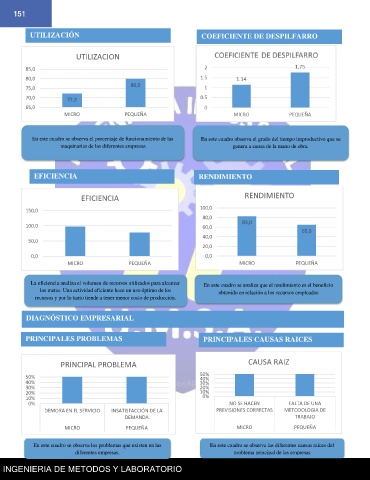 151
UTILIZACIÓN
COEFICIENTE DE DESPILFARRO
UTILIZACION
85,0
80,0
75,0
70,0
65,0
MICRO PEQUEÑA
COEFICIENTE DE DESPILFARRO
2
1.5
1
0.5
0
1.14
1.75
MICRO PEQUEÑA
En este cuadro se observa el porcentaje de funcionamiento de las
maquinarias de las diferentes empresas
En este cuadro se observa el grado del tiempo improductivo que se
genera a causa de la mano de obra.
EFICIENCIA
RENDIMIENTO
EFICIENCIA
150,0
100,0
50,0
0,0
MICRO PEQUEÑA
RENDIMIENTO
100,0
80,0
60,0
40,0
20,0
0,0
MICRO PEQUEÑA
La eficiencia analiza el volumen de recursos utilizados para alcanzar
las metas. Una actividad eficiente hace un uso óptimo de los
recursos y por lo tanto tiende a tener menor costo de producción.
En este cuadro se analiza que el rendimiento es el beneficio
obtenido en relación a los recursos empleados
DIAGNÓSTICO EMPRESARIAL
PRINCIPALES PROBLEMAS
PRINCIPALES CAUSAS RAICES
PRINCIPAL PROBLEMA
50%
40%
30%
20%
10%
0%
DEMORA EN EL SERVICIO
INSATISFACCIÓN DE LA
DEMANDA
MICRO PEQUEÑA
CAUSA RAIZ
50%
40%
30%
20%
10%
0%
NO SE HACEN
PREVISIONES CORRECTAS
FALTA DE UNA
METODOLOGIA DE
TRABAJO
MICRO PEQUEÑA
En este cuadro se observa los problemas que existen en las
diferentes empresas.
En este cuadro se observa las diferentes causas raíces del
problema principal de las empresas
INGENIERIA DE METODOS Y LABORATORIO